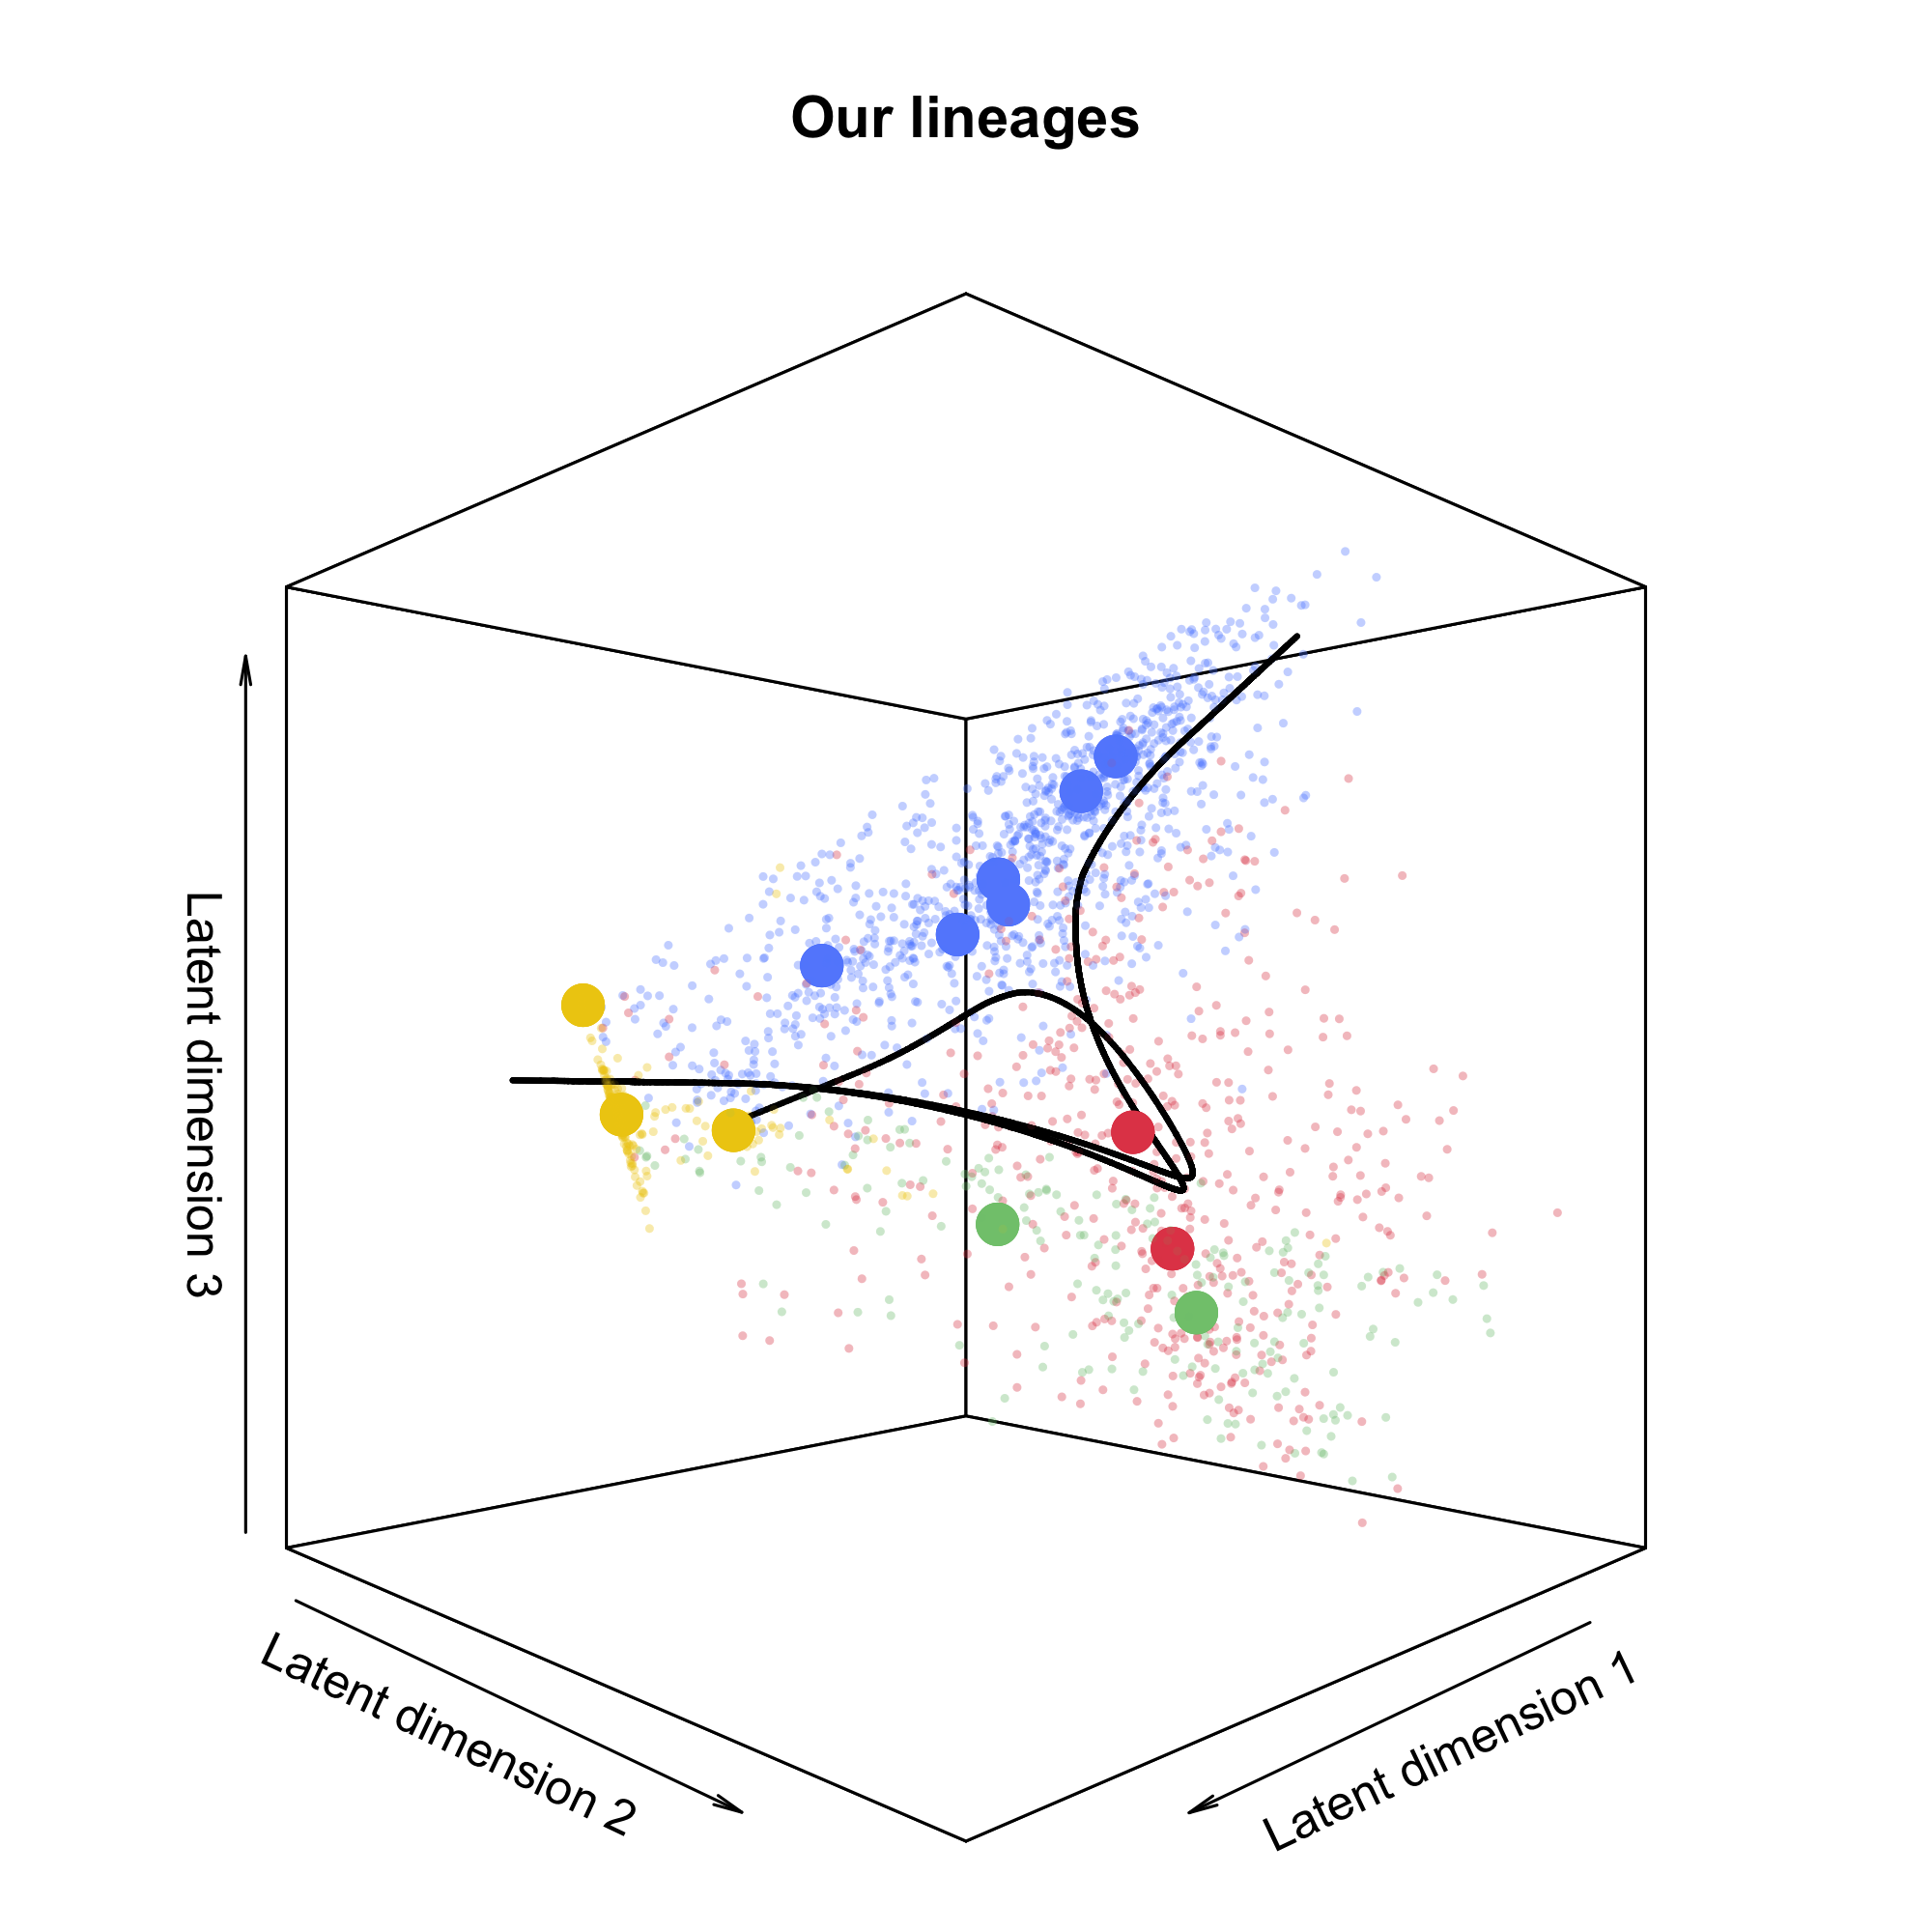 Our lineages
Latent dimension 3
Latent dimension 2
Latent dimension 1